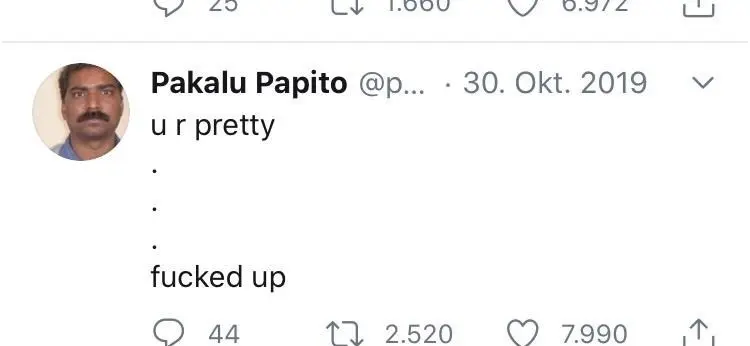 25 1.660 6.972
Pakalu Papito @p... · 30. Okt. 2019
u r pretty
.
.
.
fucked up
44 2.520 7.990